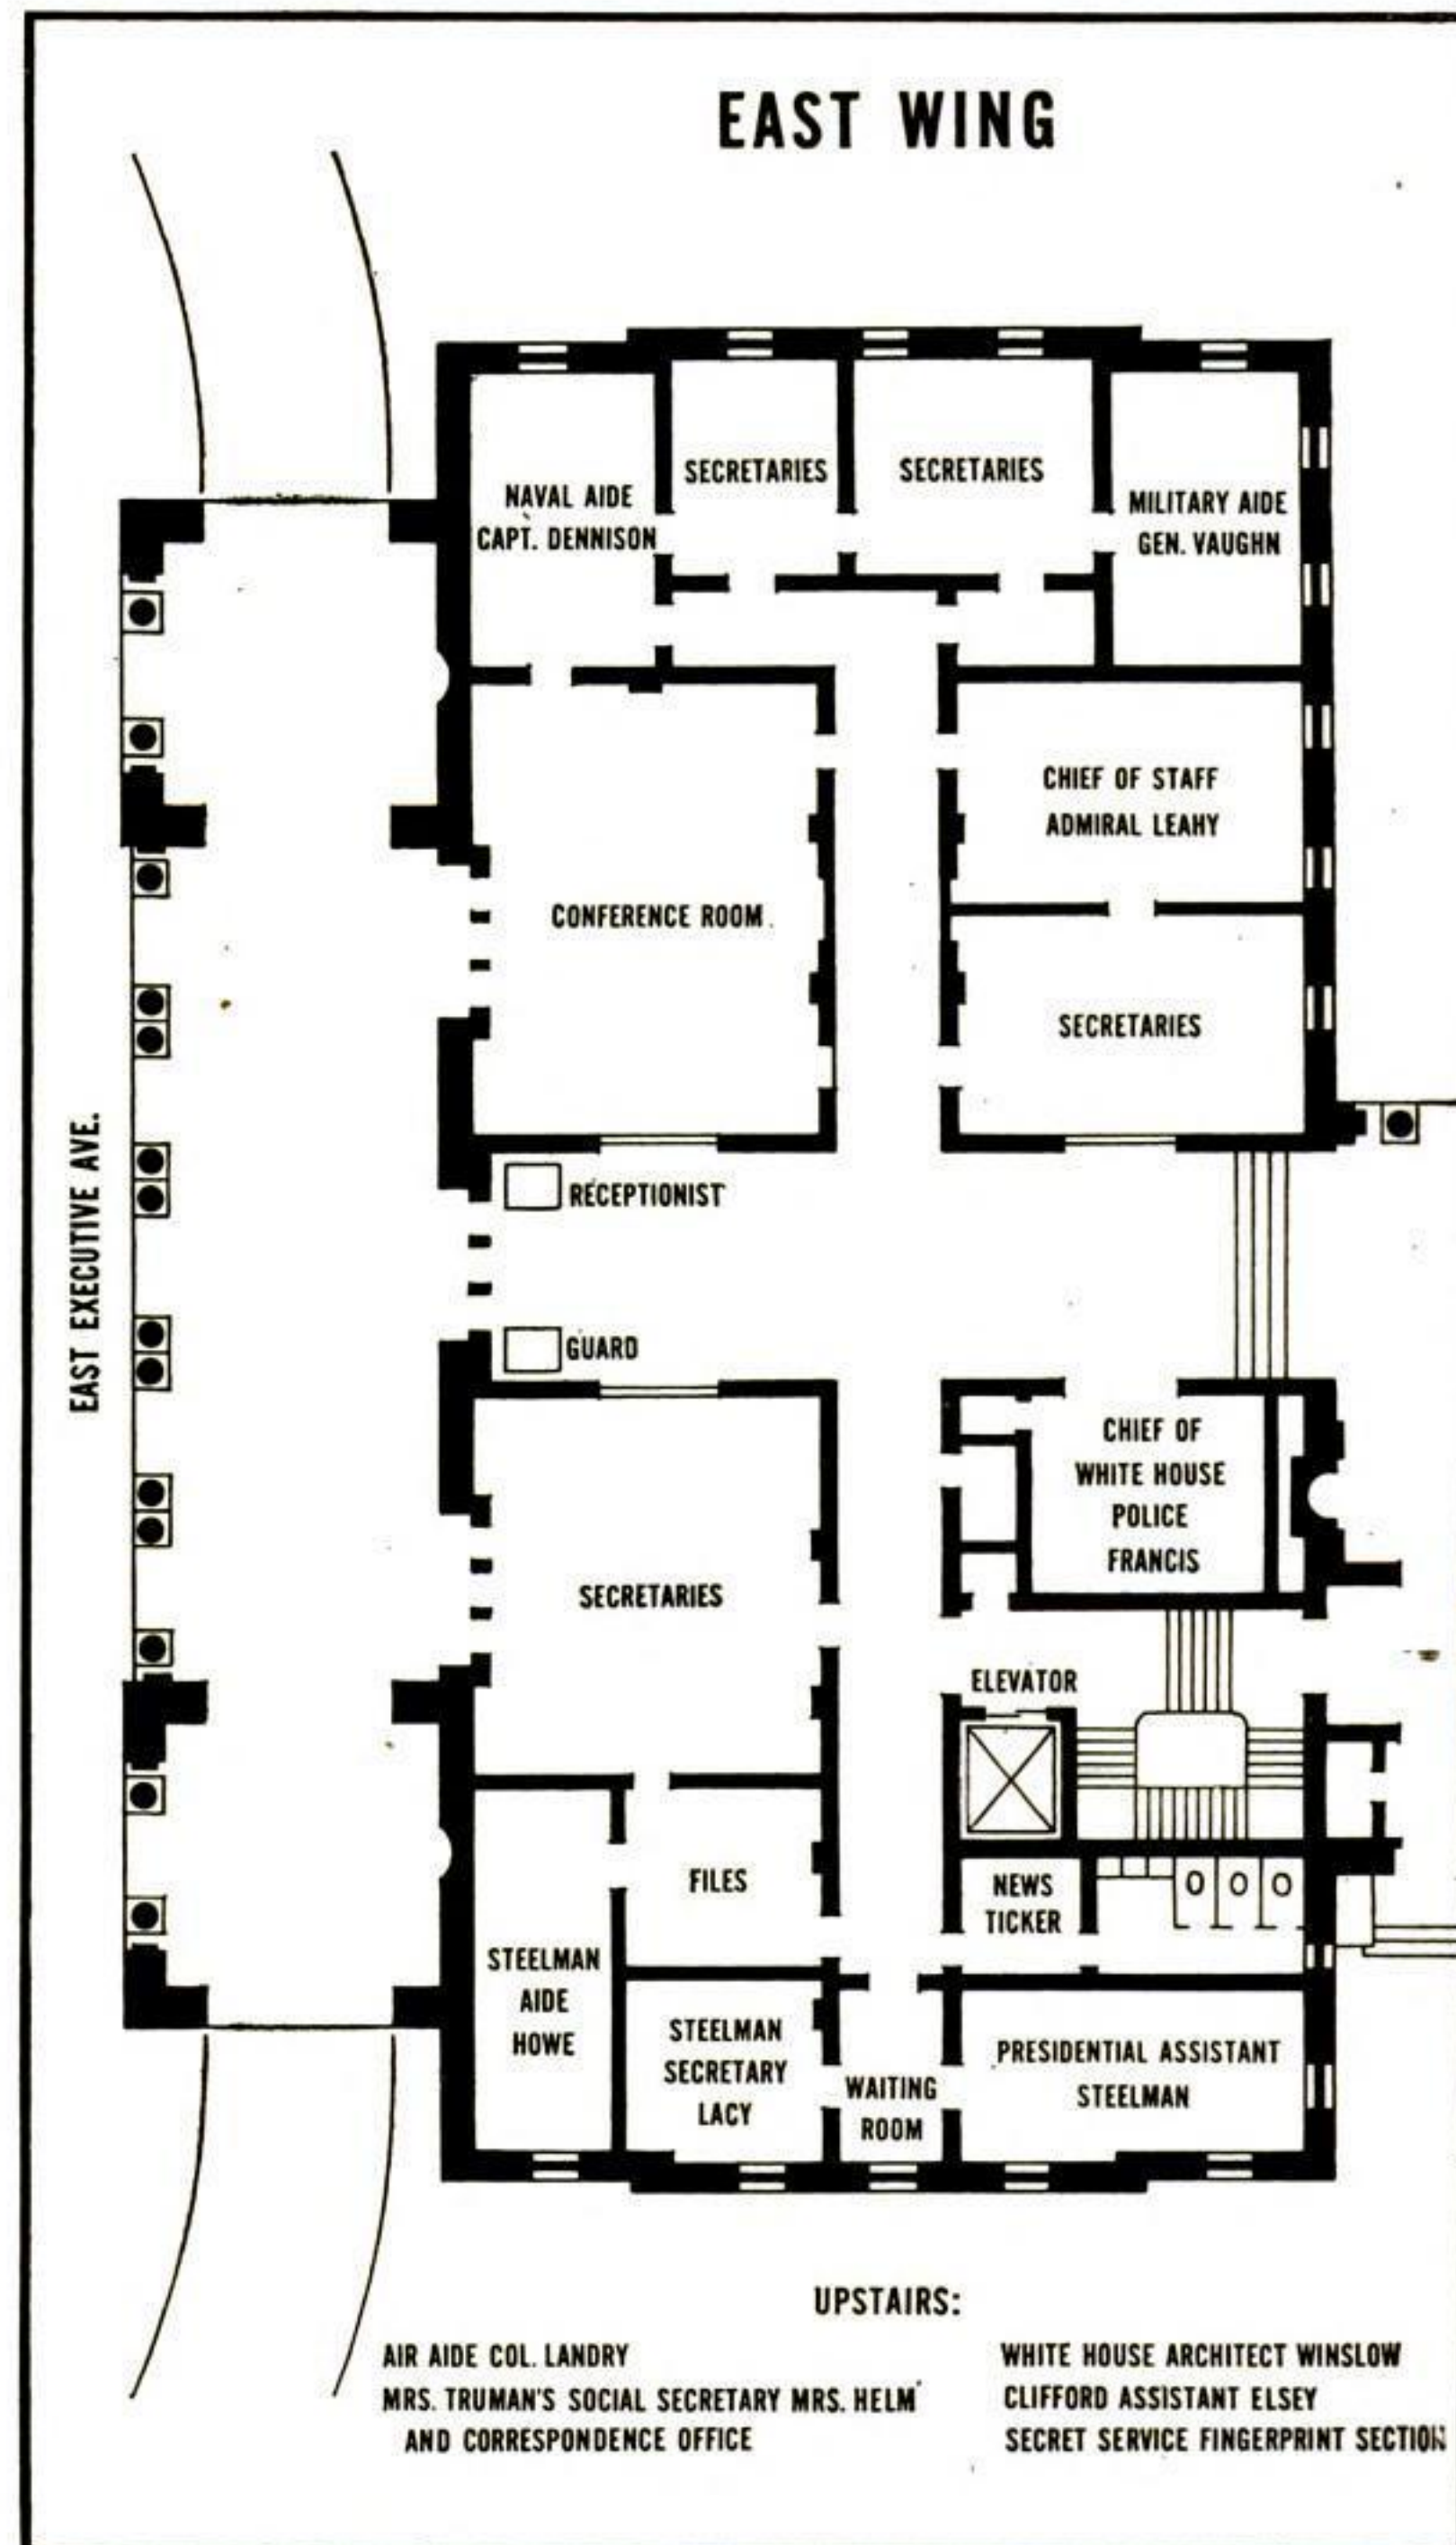 EAST WING
NAVAL AIDE
CAPT. DENNISON
SECRETARIES
SECRETARIES
MILITARY AIDE
GEN. VAUGHN
CHIEF OF STAFF
ADMIRAL LEAHY
CONFERENCE ROOM
SECRETARIES
EAST EXECUTIVE AVE.
RECEPTIONIST
GUARD
CHIEF OF
WHITE HOUSE
POLICE
FRANCIS
SECRETARIES
ELEVATOR
FILES
NEWS
TICKER
STEELMAN
AIDE
HOWE
STEELMAN
SECRETARY
LACY
WAITING
ROOM
PRESIDENTIAL ASSISTANT
STEELMAN
UPSTAIRS:
AIR AIDE COL. LANDRY
MRS. TRUMAN'S SOCIAL SECRETARY MRS. HELM
AND CORRESPONDENCE OFFICE
WHITE HOUSE ARCHITECT WINSLOW
CLIFFORD ASSISTANT ELSEY
SECRET SERVICE FINGERPRINT SECTION